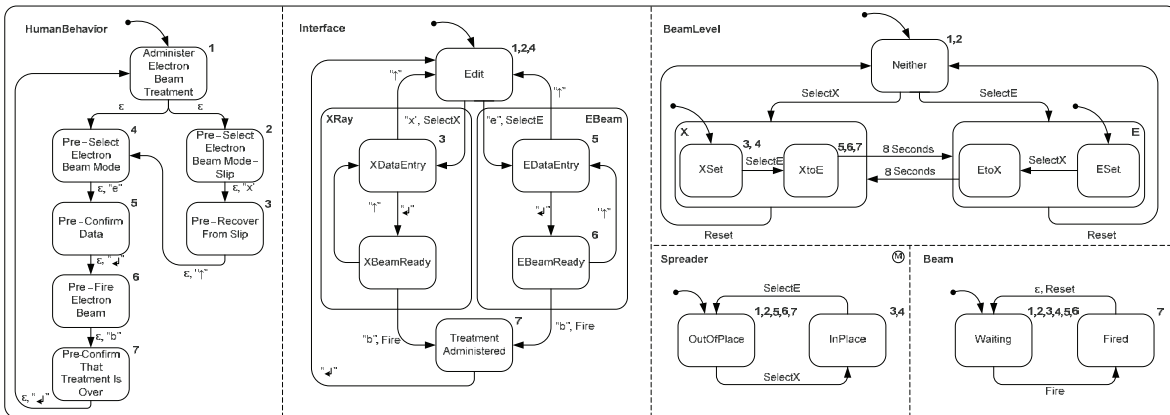 HumanBehavior
1
Administer
Electron
Beam
Treatment
ε
ε
4
Pre-Select
Electron
Beam Mode
2
Pre-Select
Electron
Beam Mode-
Slip
ε, "e"
ε, "x"
5
Pre-Confirm
Data
3
Pre-Recover
From Slip
ε, "↲"
ε, "↑"
6
Pre-Fire
Electron
Beam
ε, "b"
7
Pre-Confirm
That
Treatment Is
Over
ε, "↲"
Interface
1,2,4
Edit
"↑"
"↑"
XRay
"x", SelectX
"e", SelectE
EBeam
3
XDataEntry
5
EDataEntry
"↑"
"↲"
"↲"
"↑"
XBeamReady
6
EBeamReady
"b", Fire
7
Treatment
Administered
"b", Fire
"↲"
BeamLevel
1,2
Neither
SelectX
SelectE
X
E
3, 4
XSet
SelectE
5,6,7
XtoE
8 Seconds
8 Seconds
EtoX
SelectX
ESet
Reset
Reset
Spreader
M
SelectE
1,2,5,6,7
OutOfPlace
3,4
InPlace
SelectX
Beam
ε, Reset
1,2,3,4,5,6
Waiting
7
Fired
Fire